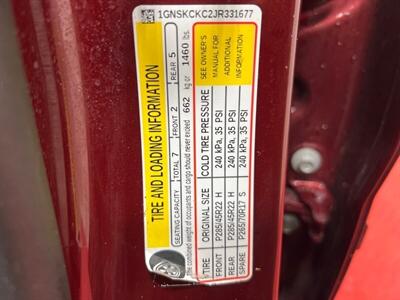 1GNSKCKC2JR331677
TIRE AND LOADING INFORMATION
SEATING CAPACITY TOTAL 7 FRONT 2 REAR 5
The combined weight of occupants and cargo should never exceed 662 kg or 1460 lbs.
TIRE ORIGINAL SIZE COLD TIRE PRESSURE
FRONT P285/45R22 H 240 kPa, 35 PSI
REAR P285/45R22 H 240 kPa, 35 PSI
SPARE P265/70R17 S 240 kPa, 35 PSI
SEE OWNER'S
MANUAL FOR
ADDITIONAL
INFORMATION